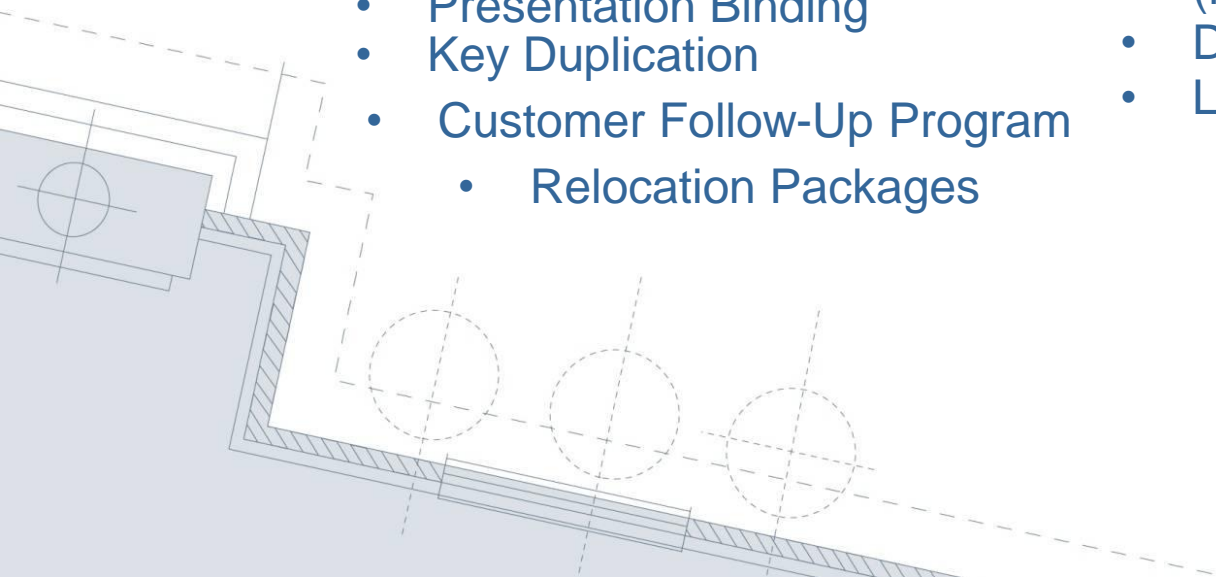 • Presentation Binding
• Key Duplication
• Customer Follow-Up Program
• Relocation Packages
(
• D
• L